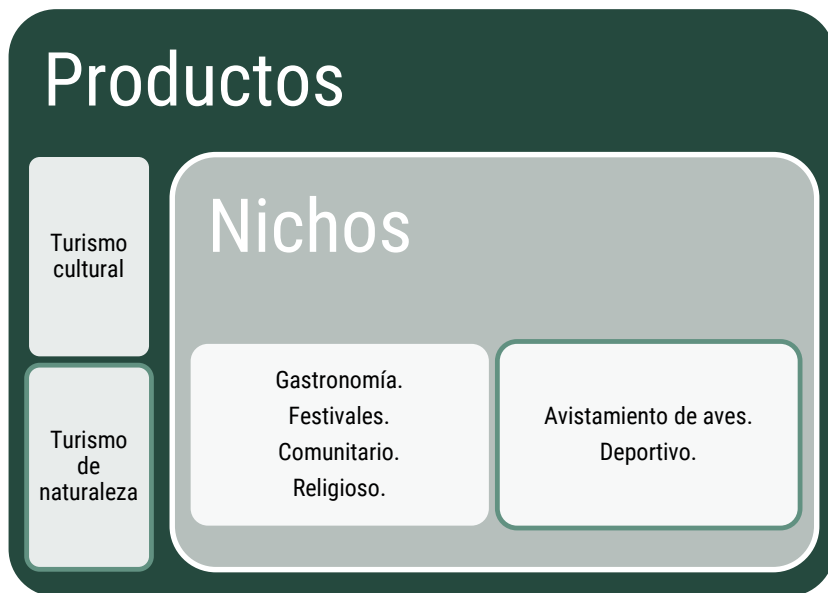 Productos
Turismo
cultural
Turismo
de
naturaleza
Nichos
Gastronomía.
Festivales.
Comunitario.
Religioso.
Avistamiento de aves.
Deportivo.